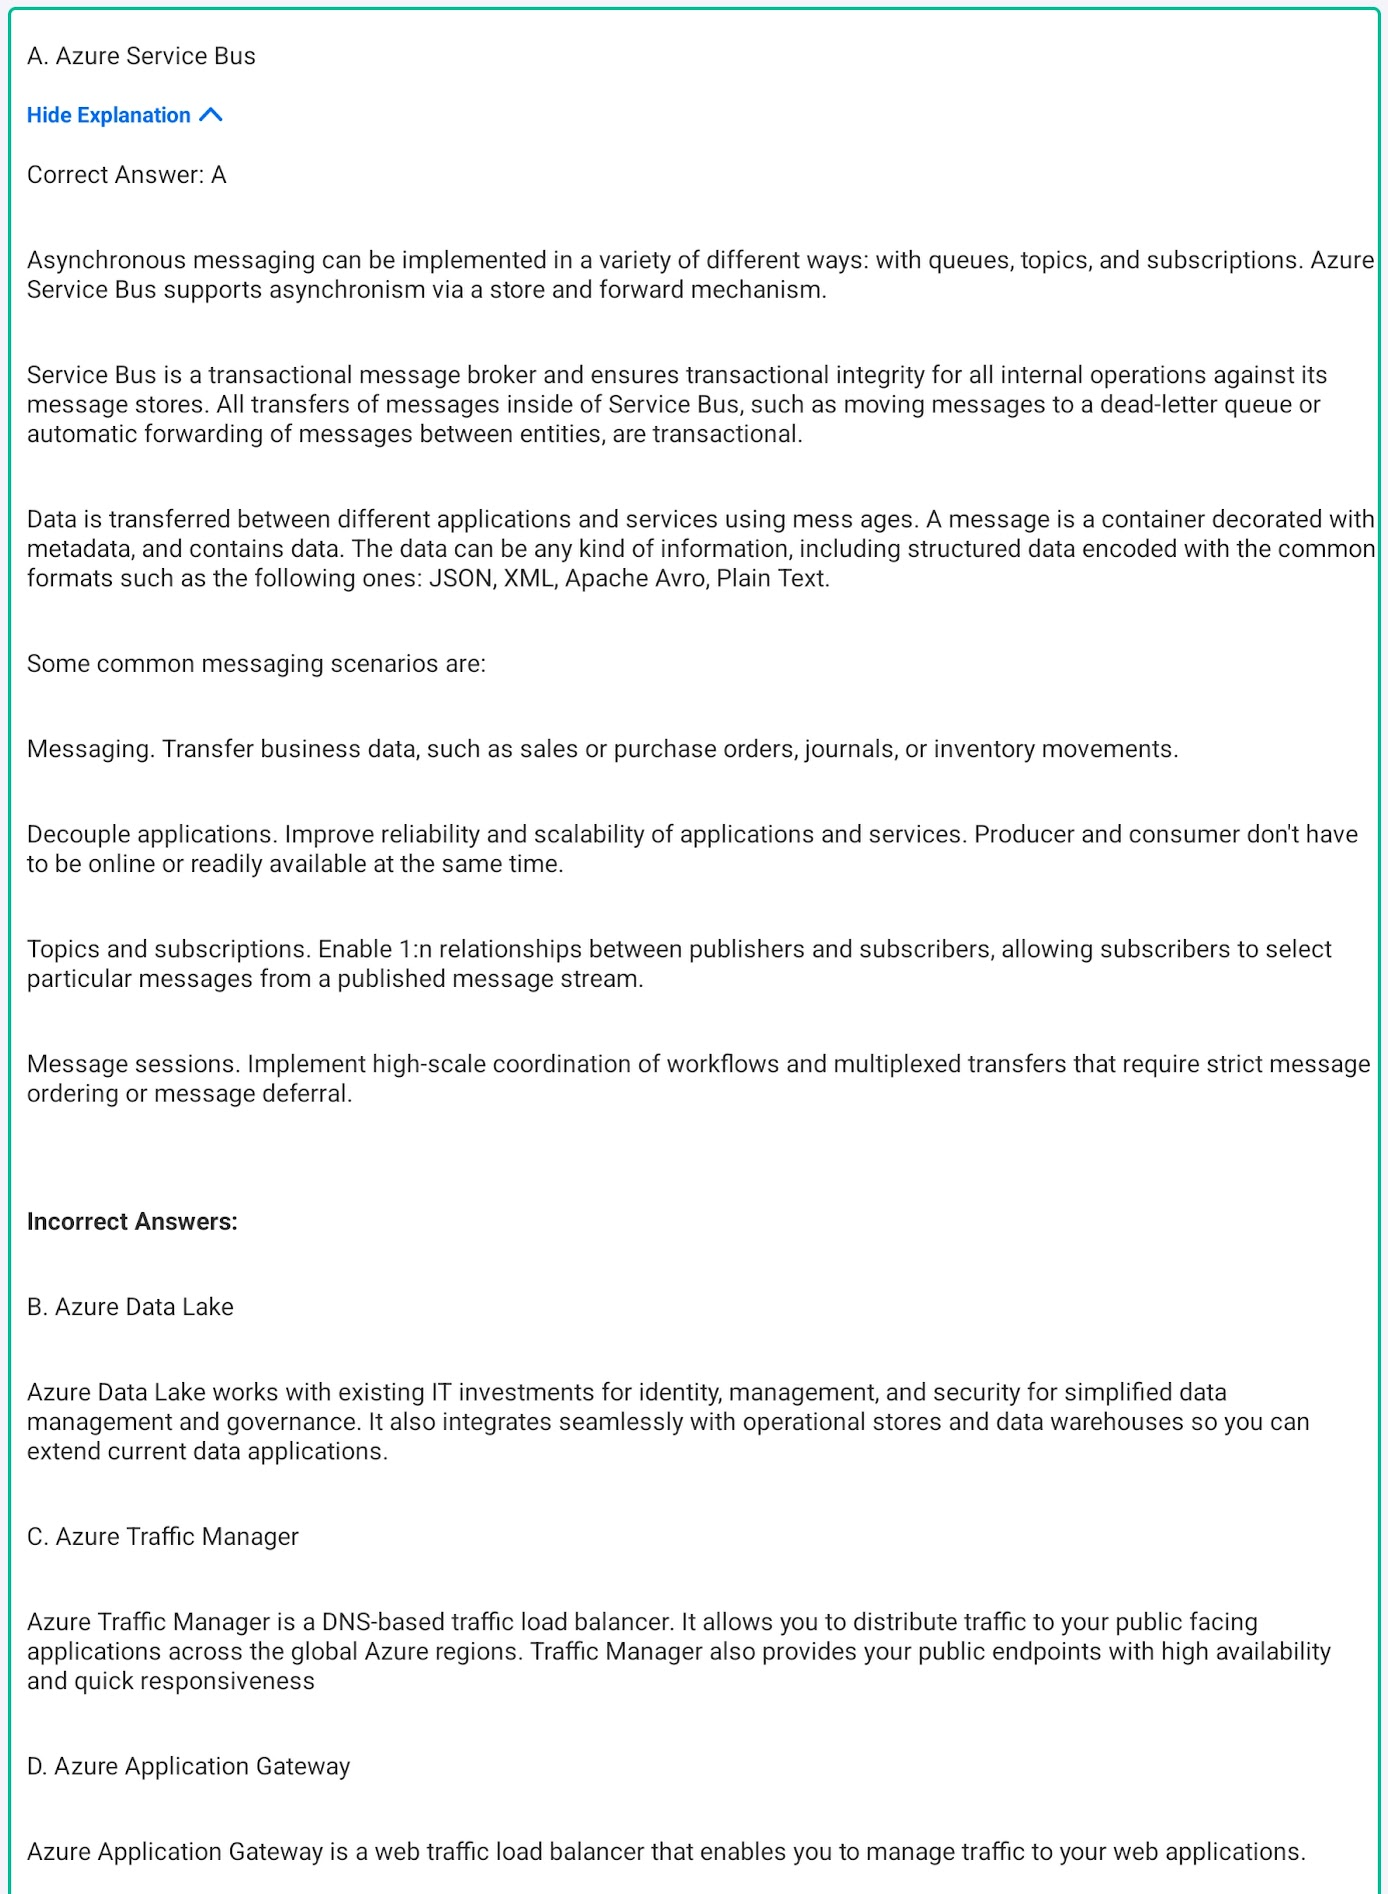 A. Azure Service Bus
Hide Explanation
Correct Answer: A
Asynchronous messaging can be implemented in a variety of different ways: with queues, topics, and subscriptions. Azure
Service Bus supports asynchronism via a store and forward mechanism.
Service Bus is a transactional message broker and ensures transactional integrity for all internal operations against its
message stores. All transfers of messages inside of Service Bus, such as moving messages to a dead-letter queue or
automatic forwarding of messages between entities, are transactional.
Data is transferred between different applications and services using mess ages. A message is a container decorated with
metadata, and contains data. The data can be any kind of information, including structured data encoded with the common
formats such as the following ones: JSON, XML, Apache Avro, Plain Text.
Some common messaging scenarios are:
Messaging. Transfer business data, such as sales or purchase orders, journals, or inventory movements.
Decouple applications. Improve reliability and scalability of applications and services. Producer and consumer don't have
to be online or readily available at the same time.
Topics and subscriptions. Enable 1:n relationships between publishers and subscribers, allowing subscribers to select
particular messages from a published message stream.
Message sessions. Implement high-scale coordination of workflows and multiplexed transfers that require strict message
ordering or message deferral.
Incorrect Answers:
B. Azure Data Lake
Azure Data Lake works with existing IT investments for identity, management, and security for simplified data
management and governance. It also integrates seamlessly with operational stores and data warehouses so you can
extend current data applications.
C. Azure Traffic Manager
Azure Traffic Manager is a DNS-based traffic load balancer. It allows you to distribute traffic to your public facing
applications across the global Azure regions. Traffic Manager also provides your public endpoints with high availability
and quick responsiveness
D. Azure Application Gateway
Azure Application Gateway is a web traffic load balancer that enables you to manage traffic to your web applications.